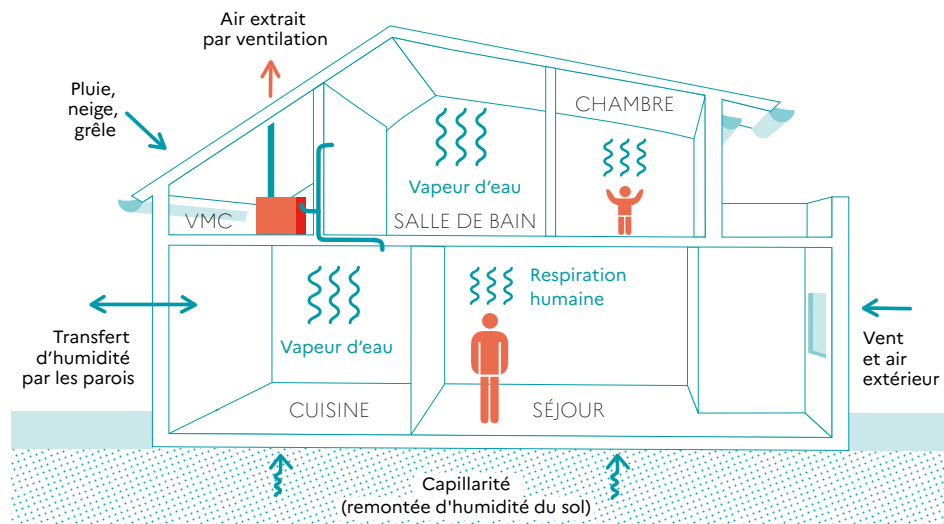 Air extrait
par ventilation
Pluie,
neige,
grêle
CHAMBRE
Vapeur d’eau
VMC
SALLE DE BAIN
Respiration
humaine
Transfert
d’humidité
par les parois
Vapeur d’eau
Vent
et air
extérieur
CUISINE
SÉJOUR
Capillarité
(remontée d'humidité du sol)